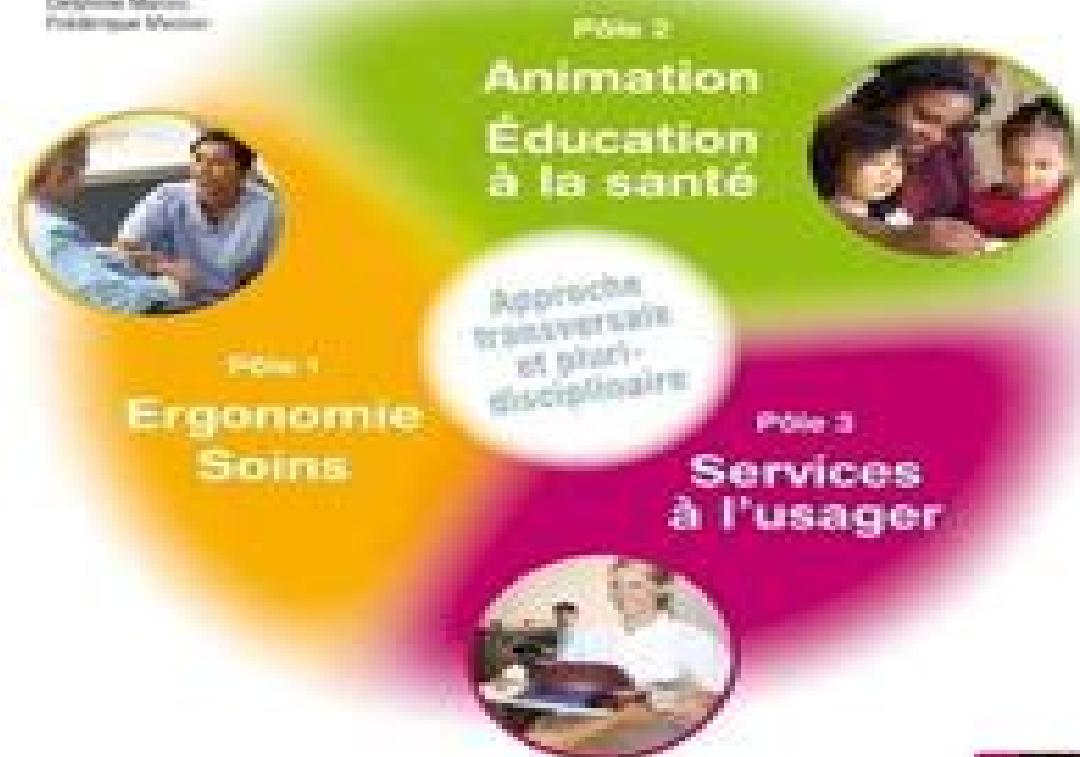 Pôle 2
Animation
Éducation
à la santé
Approche
transversale
et pluri-
disciplinaire
Pôle 1
Ergonomie
Soins
Pôle 3
Services
à l'usager